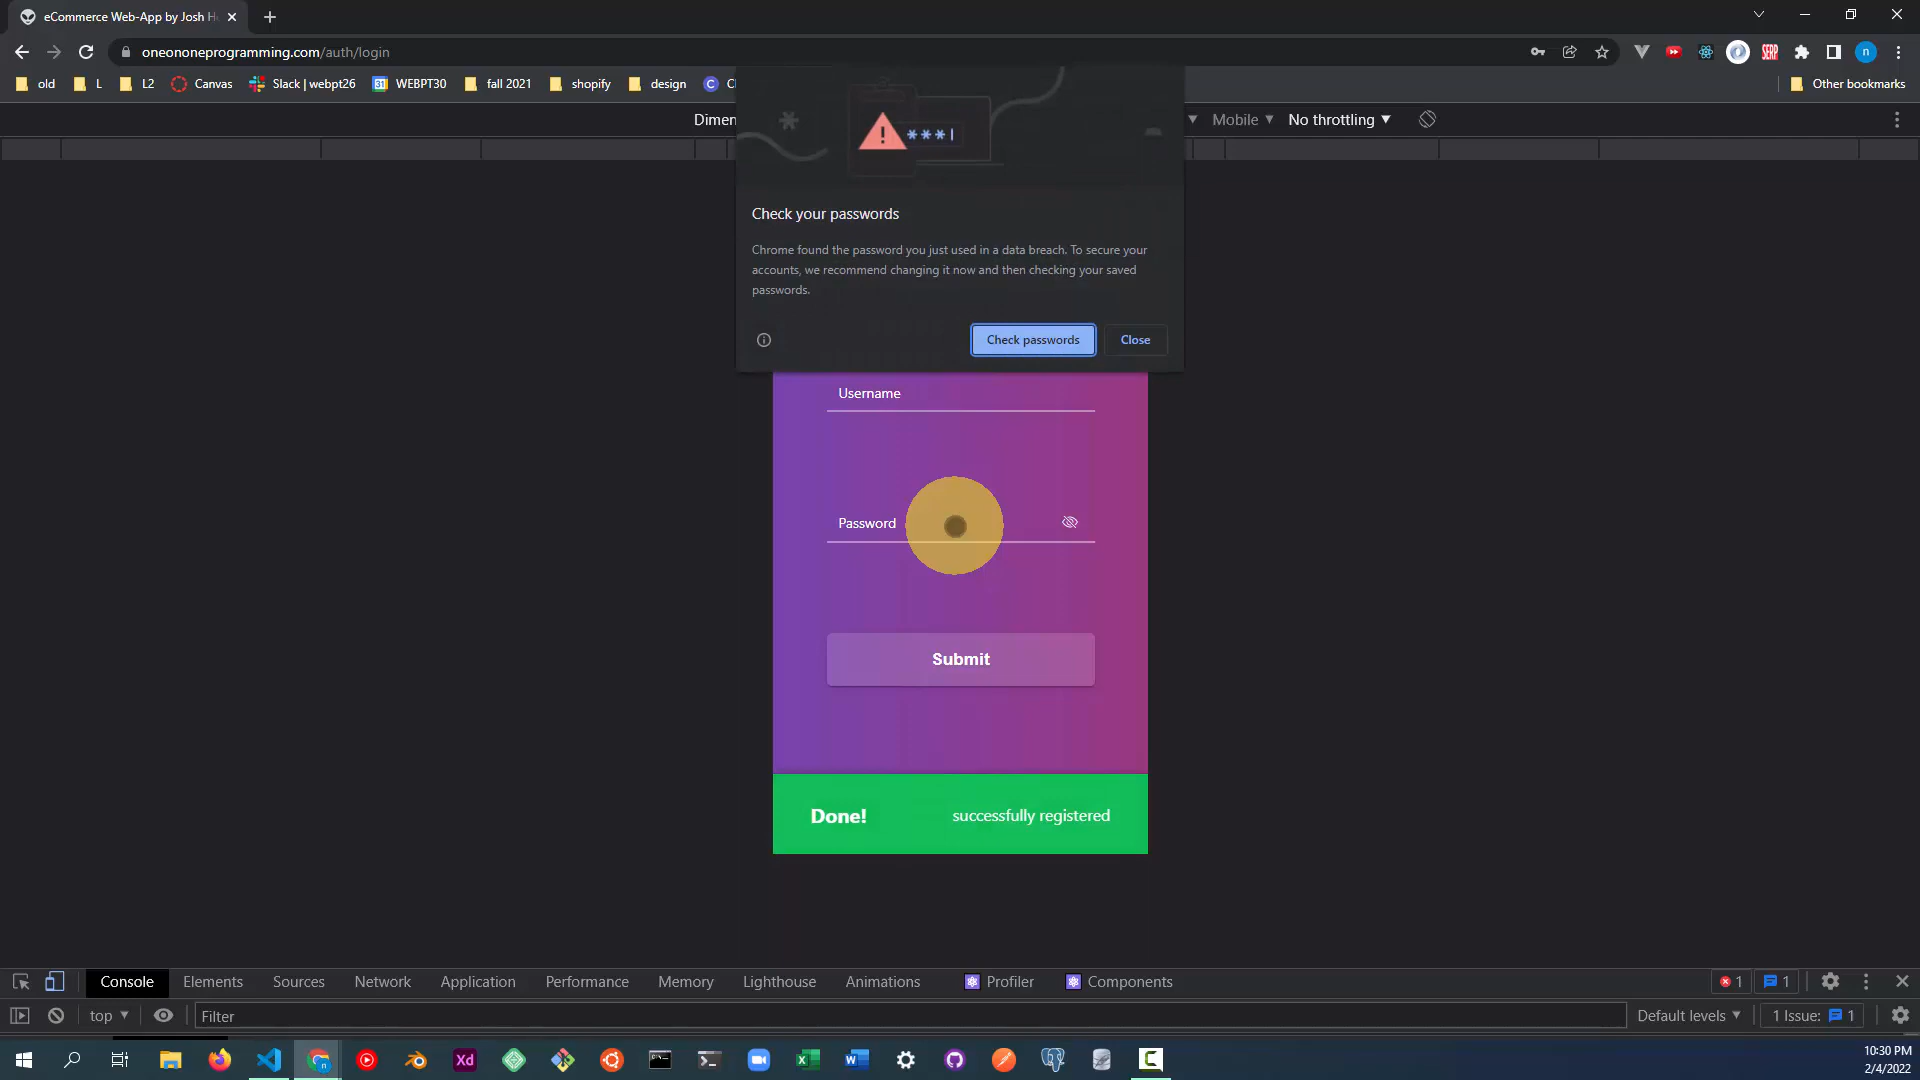 eCommerce Web-App by Josh H
oneononeprogramming.com/auth/login
old
L
L2
Canvas
Slack | webpt26
31
WEBPT30
fall 2021
shopify
design
C
Other bookmarks
SERP
n
Dimen
Mobile
No throttling
***|
Check your passwords
Chrome found the password you just used in a data breach. To secure your
accounts, we recommend changing it now and then checking your saved
passwords.
Check passwords
Close
Username
Password
Submit
Done!
successfully registered
Console
Elements
Sources
Network
Application
Performance
Memory
Lighthouse
Animations
Profiler
Components
1
1
top
Filter
Default levels
1 Issue:
1
Xd
10:30 PM
2/4/2022